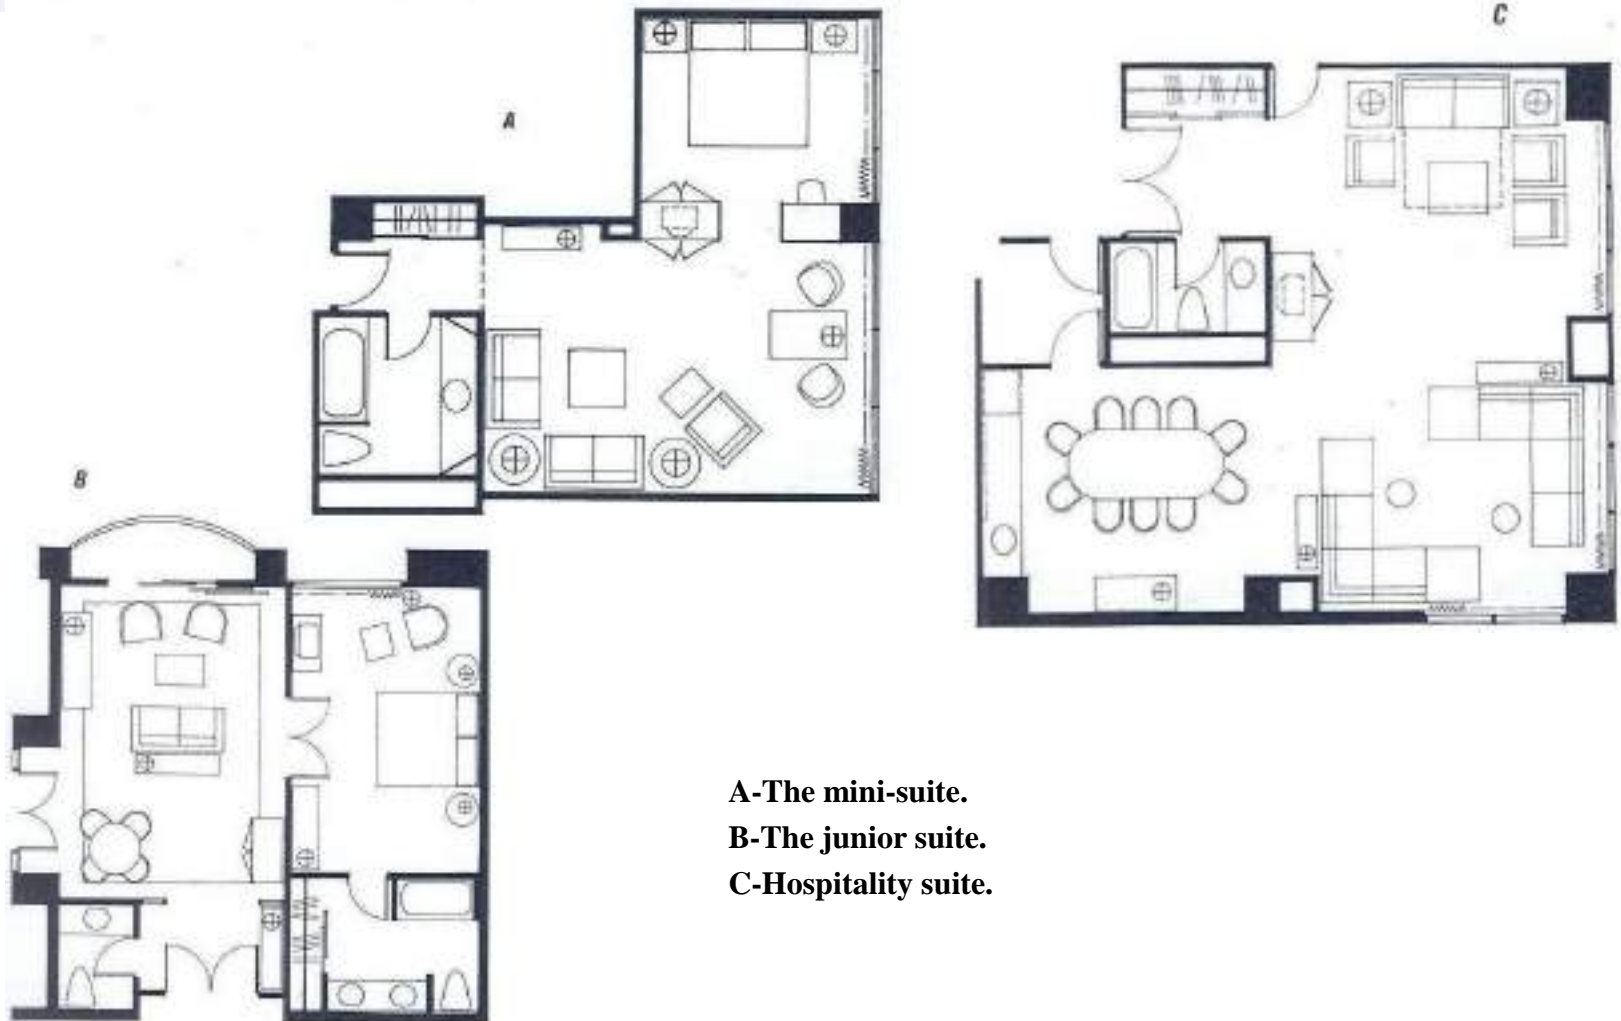 C
A
B
A-The mini-suite.
B-The junior suite.
C-Hospitality suite.